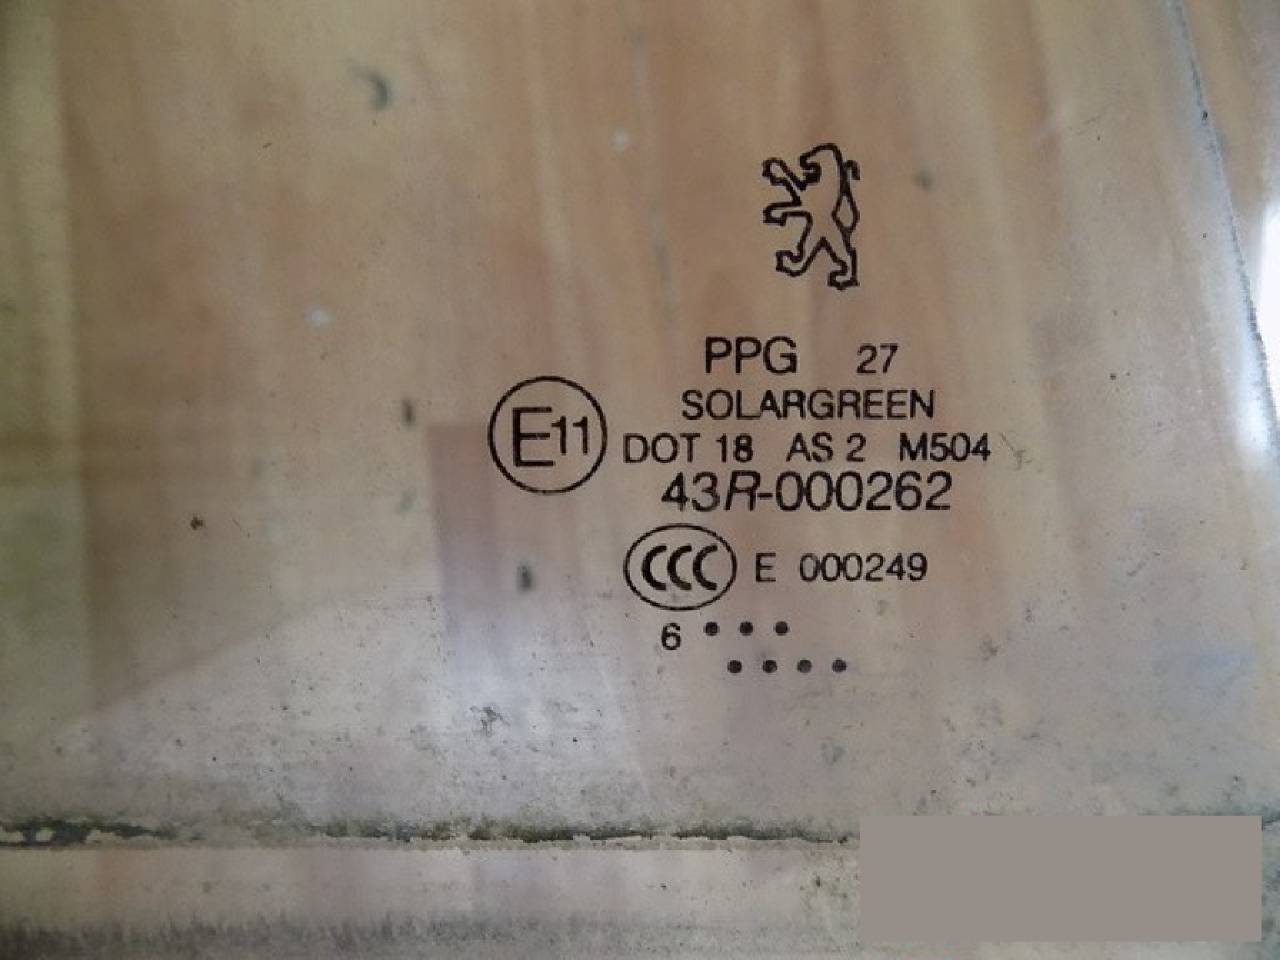 PPG 27
SOLARGREEN
E11
DOT 18 AS 2 M504
43R-000262
CCC E 000249
6 • • •
• • • •